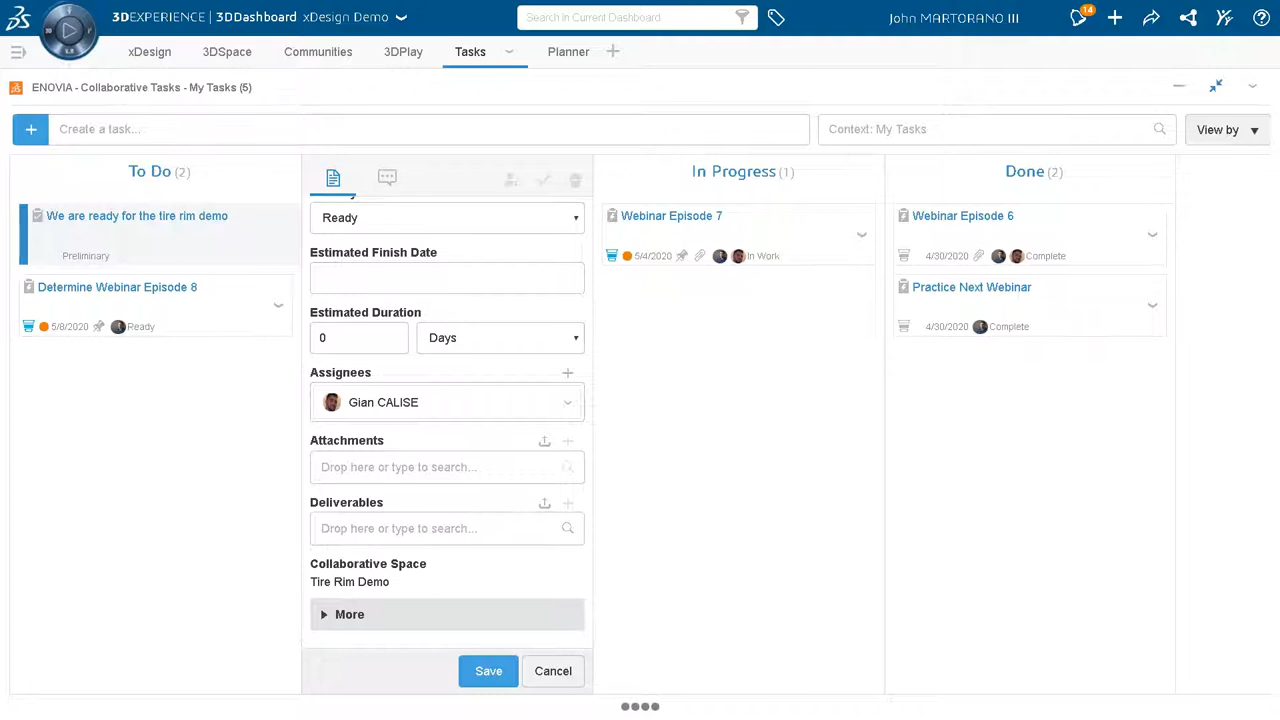 3DEXPERIENCE | 3DDashboard xDesign Demo
Search in Current Dashboard
John MARTORANO III
14
xDesign
3DSpace
Communities
3DPlay
Tasks
Planner
ENOVIA - Collaborative Tasks - My Tasks (5)
Create a task...
Context: My Tasks
View by
To Do (2)
We are ready for the tire rim demo
Preliminary
Determine Webinar Episode 8
5/8/2020
Ready
Ready
Estimated Finish Date
Estimated Duration
0
Days
Assignees
Gian CALISE
Attachments
Drop here or type to search...
Deliverables
Drop here or type to search...
Collaborative Space
Tire Rim Demo
More
Save
Cancel
In Progress (1)
Webinar Episode 7
5/4/2020
In Work
Done (2)
Webinar Episode 6
4/30/2020
Complete
Practice Next Webinar
4/30/2020
Complete